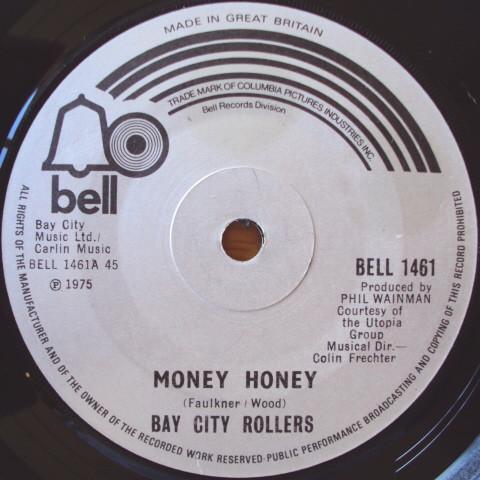 MADE IN GREAT BRITAIN
TRADE MARK OF COLUMBIA PICTURES INDUSTRIES INC.
Bell Records Division
bell
Bay City
Music Ltd./
Carlin Music
BELL 1461A 45
Ⓟ 1975
BELL 1461
Produced by
PHIL WAINMAN
Courtesy of
the Utopia
Group
Musical Dir.—
Colin Frechter
MONEY HONEY
(Faulkner / Wood)
BAY CITY ROLLERS
ALL RIGHTS OF THE MANUFACTURER AND OF THE OWNER OF THE RECORDED WORK RESERVED·PUBLIC PERFORMANCE BROADCASTING AND COPYING OF THIS RECORD PROHIBITED